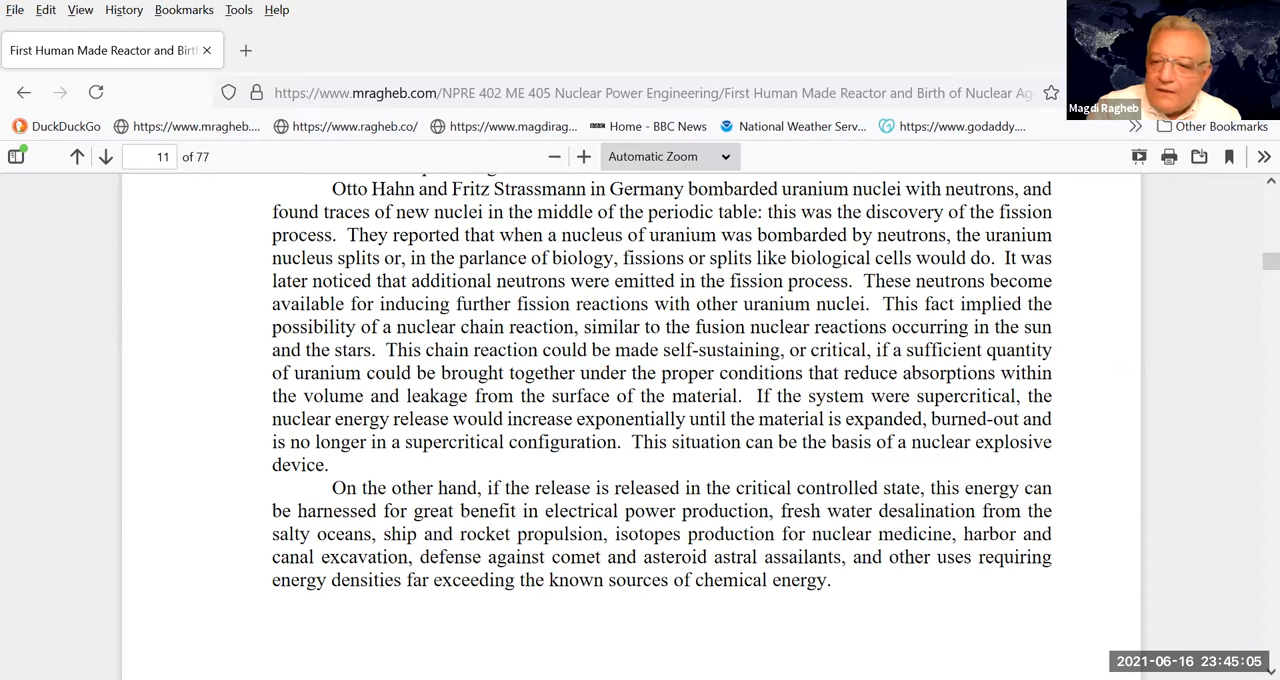 File Edit View History Bookmarks Tools Help
First Human Made Reactor and Birt
https://www.mragheb.com/NPRE 402 ME 405 Nuclear Power Engineering/First Human Made Reactor and Birth of Nuclear Ag
Magdi Ragheb
DuckDuckGo https://www.mragheb.... https://www.ragheb.co/ https://www.magdirag... Home - BBC News National Weather Serv... https://www.godaddy.... Other Bookmarks
11 of 77 Automatic Zoom
Otto Hahn and Fritz Strassmann in Germany bombarded uranium nuclei with neutrons, and
found traces of new nuclei in the middle of the periodic table: this was the discovery of the fission
process. They reported that when a nucleus of uranium was bombarded by neutrons, the uranium
nucleus splits or, in the parlance of biology, fissions or splits like biological cells would do. It was
later noticed that additional neutrons were emitted in the fission process. These neutrons become
available for inducing further fission reactions with other uranium nuclei. This fact implied the
possibility of a nuclear chain reaction, similar to the fusion nuclear reactions occurring in the sun
and the stars. This chain reaction could be made self-sustaining, or critical, if a sufficient quantity
of uranium could be brought together under the proper conditions that reduce absorptions within
the volume and leakage from the surface of the material. If the system were supercritical, the
nuclear energy release would increase exponentially until the material is expanded, burned-out and
is no longer in a supercritical configuration. This situation can be the basis of a nuclear explosive
device.
On the other hand, if the release is released in the critical controlled state, this energy can
be harnessed for great benefit in electrical power production, fresh water desalination from the
salty oceans, ship and rocket propulsion, isotopes production for nuclear medicine, harbor and
canal excavation, defense against comet and asteroid astral assailants, and other uses requiring
energy densities far exceeding the known sources of chemical energy.
2021-06-16 23:45:05